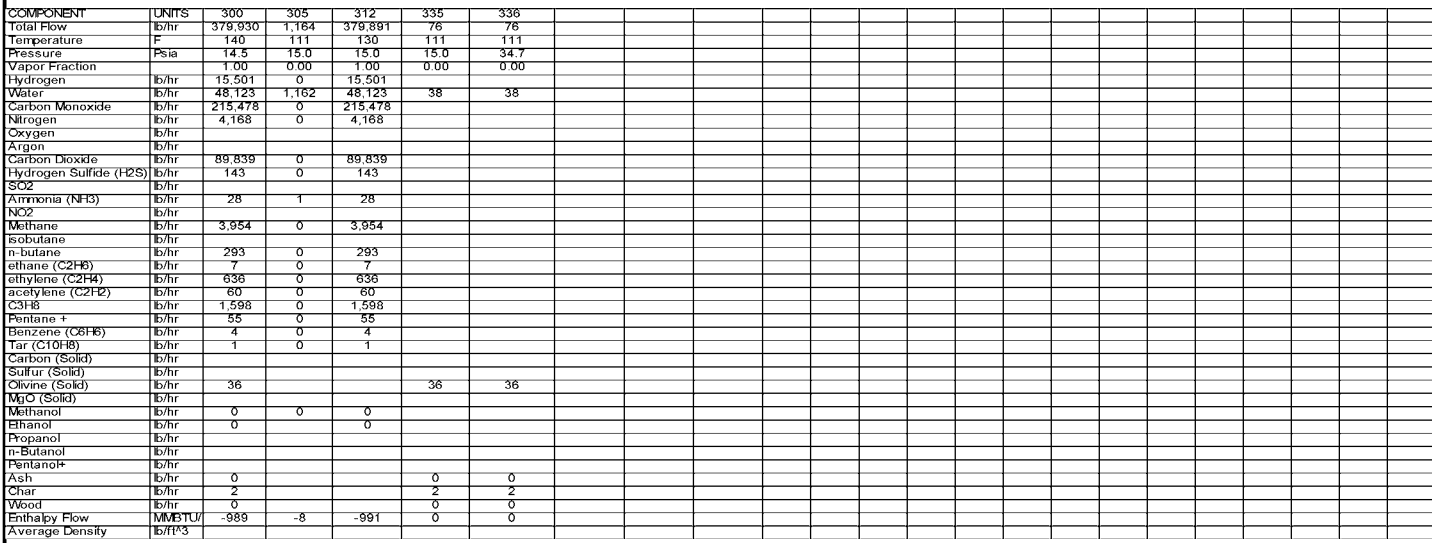 COMPONENT UNITS 300 305 312 335 336
Total Flow lb/hr 379,930 1,164 379,891 76 76
Temperature F 140 111 130 111 111
Pressure Psia 14.5 15.0 15.0 15.0 34.7
Vapor Fraction 1.00 0.00 1.00 0.00 0.00
Hydrogen lb/hr 15,501 0 15,501
Water lb/hr 48,123 1,162 48,123 38 38
Carbon Monoxide lb/hr 215,478 0 215,478
Nitrogen lb/hr 4,168 0 4,168
Oxygen lb/hr
Argon lb/hr
Carbon Dioxide lb/hr 89,839 0 89,839
Hydrogen Sulfide (H2S) lb/hr 143 0 143
SO2 lb/hr
Ammonia (NH3) lb/hr 28 1 28
NO2 lb/hr
Methane lb/hr 3,954 0 3,954
isobutane lb/hr
n-butane lb/hr 293 0 293
ethane (C2H6) lb/hr 7 0 7
ethylene (C2H4) lb/hr 636 0 636
acetylene (C2H2) lb/hr 60 0 60
C3H8 lb/hr 1,598 0 1,598
Pentane + lb/hr 55 0 55
Benzene (C6H6) lb/hr 4 0 4
Tar (C10H8) lb/hr 1 0 1
Carbon (Solid) lb/hr
Sulfur (Solid) lb/hr
Olivine (Solid) lb/hr 36 36 36
MgO (Solid) lb/hr
Methanol lb/hr 0 0 0
Ethanol lb/hr 0 0
Propanol lb/hr
n-Butanol lb/hr
Pentanol+ lb/hr
Ash lb/hr 0 0 0
Char lb/hr 2 2 2
Wood lb/hr 0 0 0
Enthalpy Flow MMBTU/ -989 -8 -991 0 0
Average Density lb/ft^3